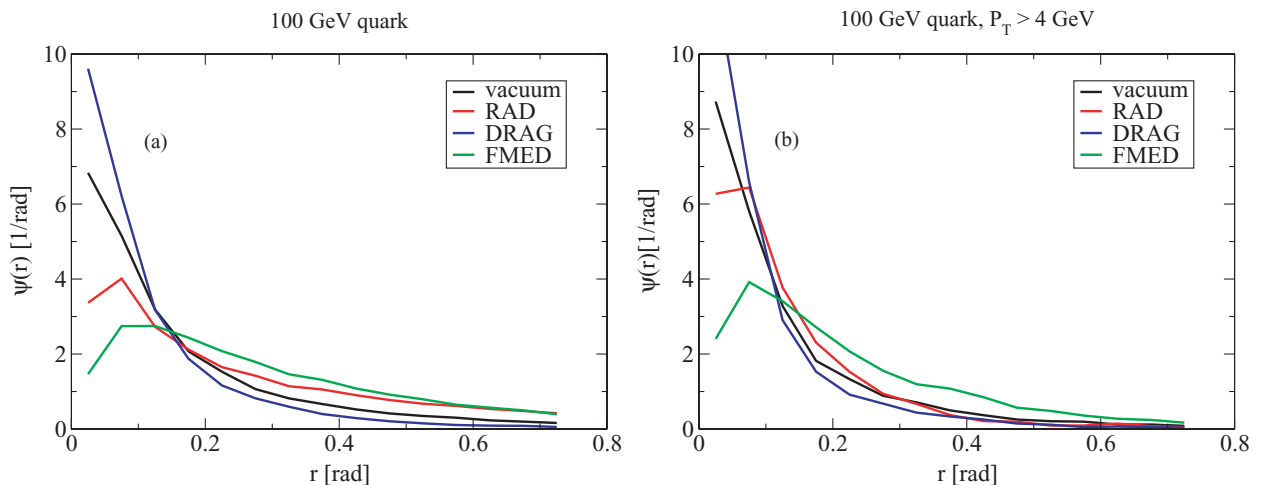 100 GeV quark
10
8
6
4
2
0
ψ(r) [1/rad]
(a)
vacuum
RAD
DRAG
FMED
0
0.2
0.4
0.6
0.8
r [rad]
100 GeV quark, P_T > 4 GeV
10
8
6
4
2
0
ψ(r)[1/rad]
(b)
vacuum
RAD
DRAG
FMED
0
0.2
0.4
0.6
0.8
r [rad]